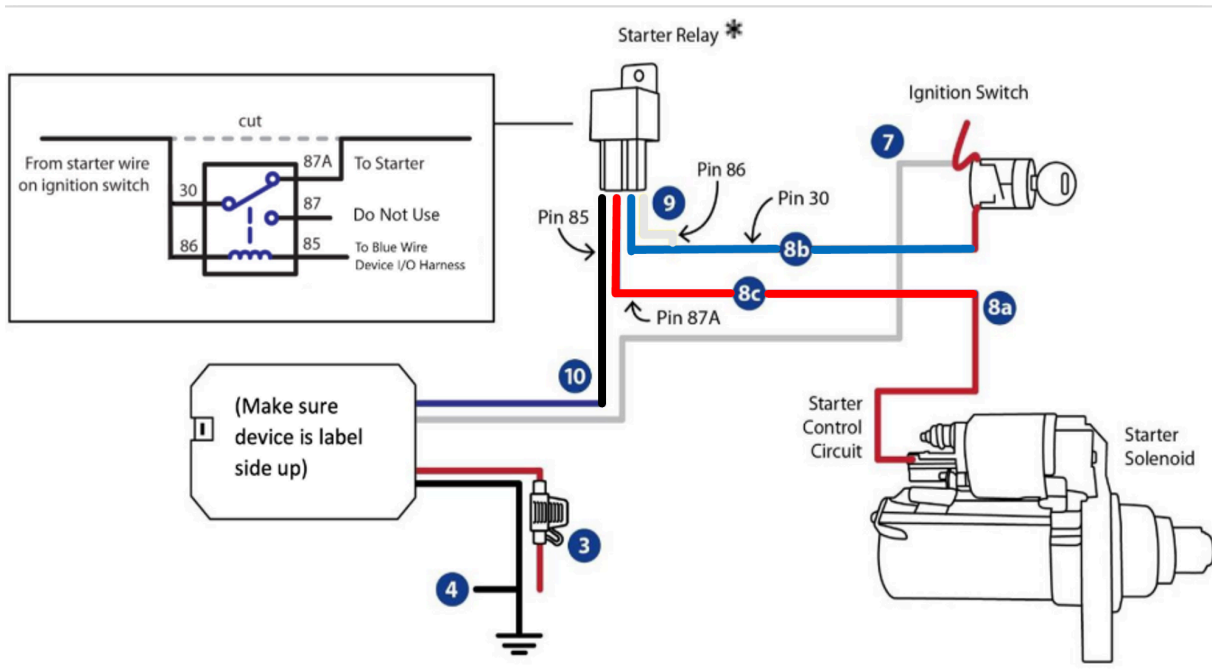 Starter Relay *
Ignition Switch
cut
From starter wire
on ignition switch
87A
To Starter
30
87
Do Not Use
86
85
To Blue Wire
Device I/O Harness
7
Pin 86
9
Pin 30
Pin 85
8b
8c
8a
Pin 87A
10
(Make sure
device is label
side up)
Starter
Control
Circuit
Starter
Solenoid
3
4